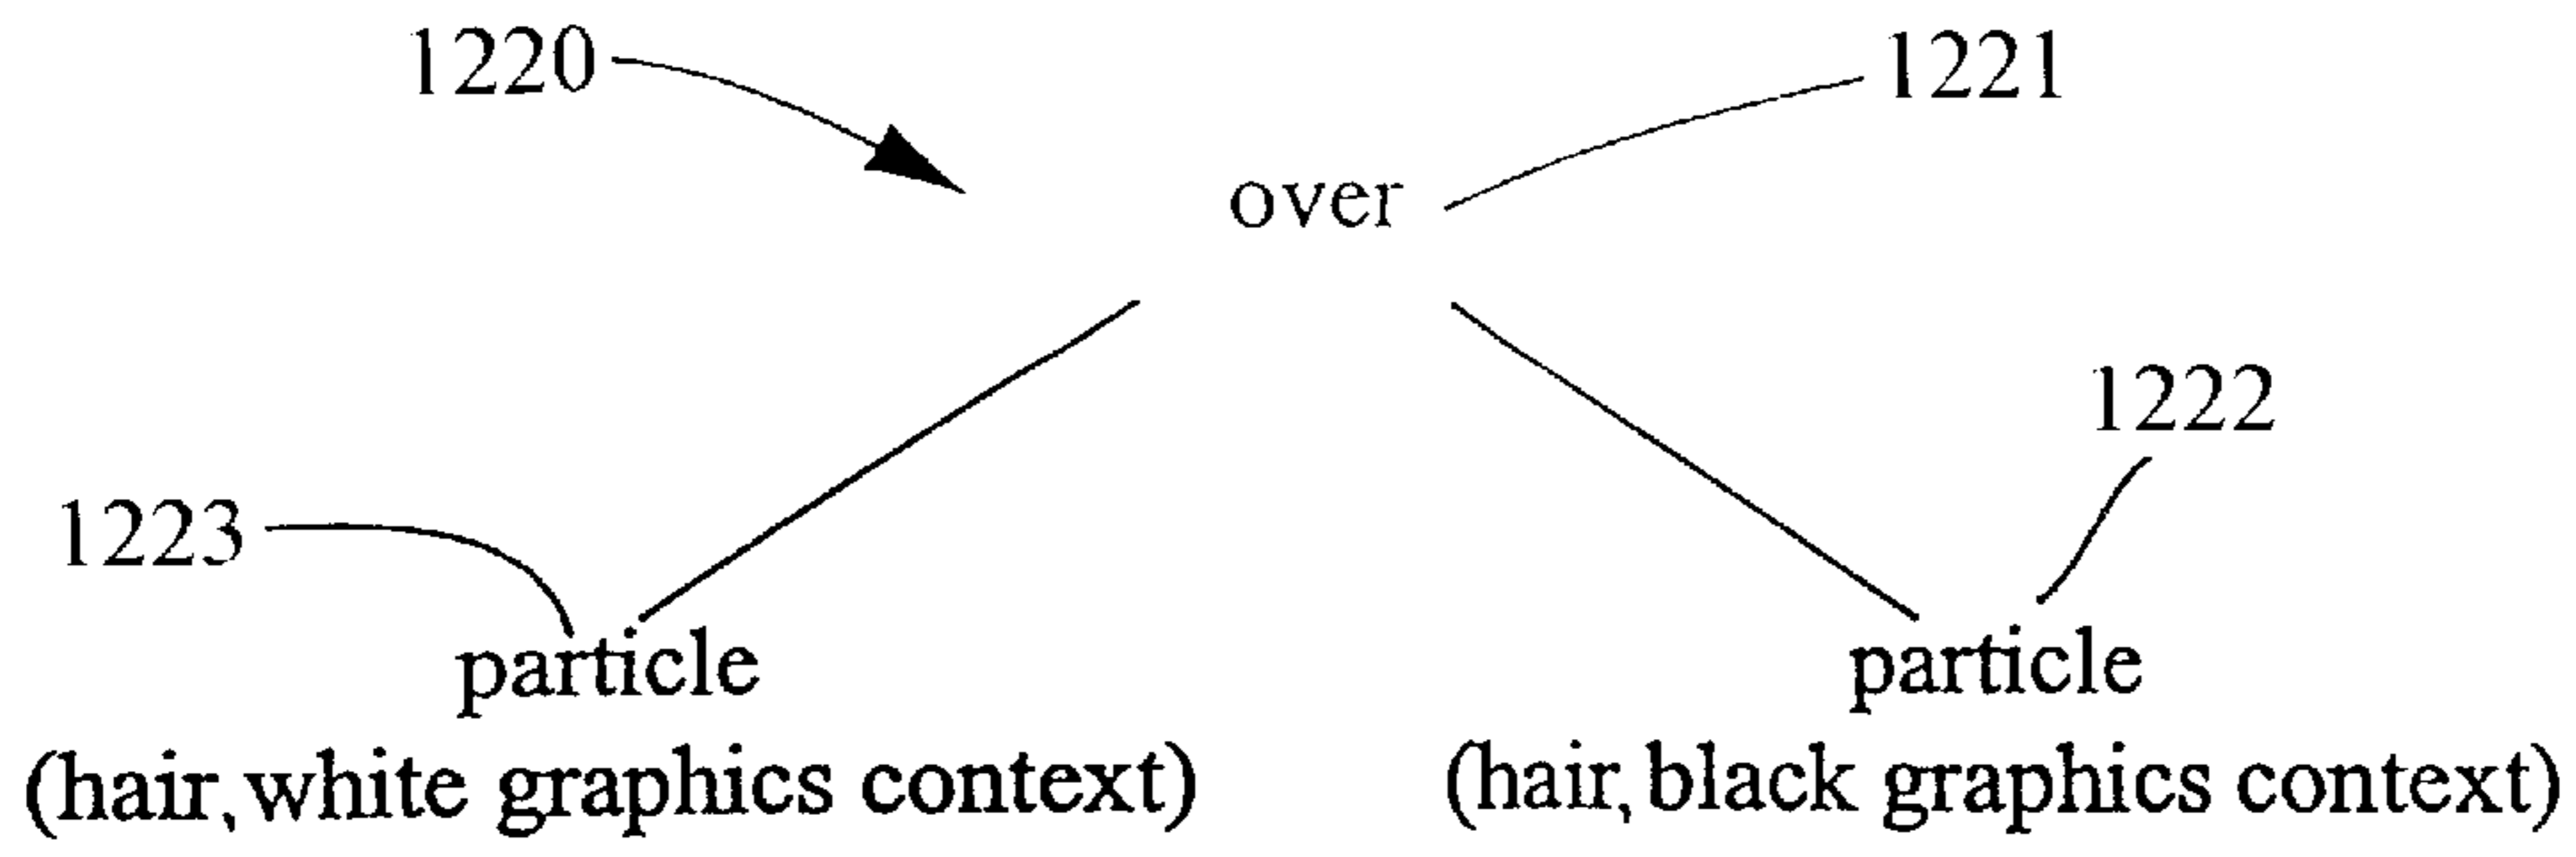 1220
1221
over
1222
1223
particle
(hair,white graphics context)
particle
(hair,black graphics context)